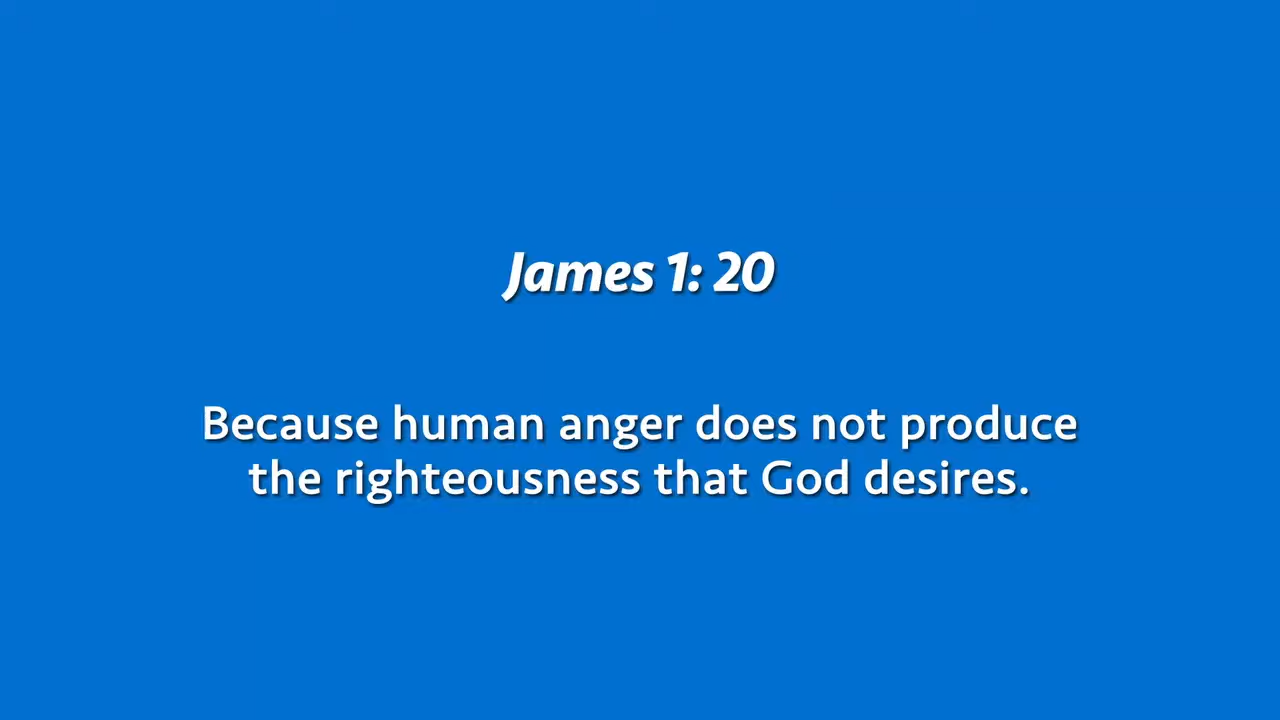 James 1: 20
Because human anger does not produce
the righteousness that God desires.